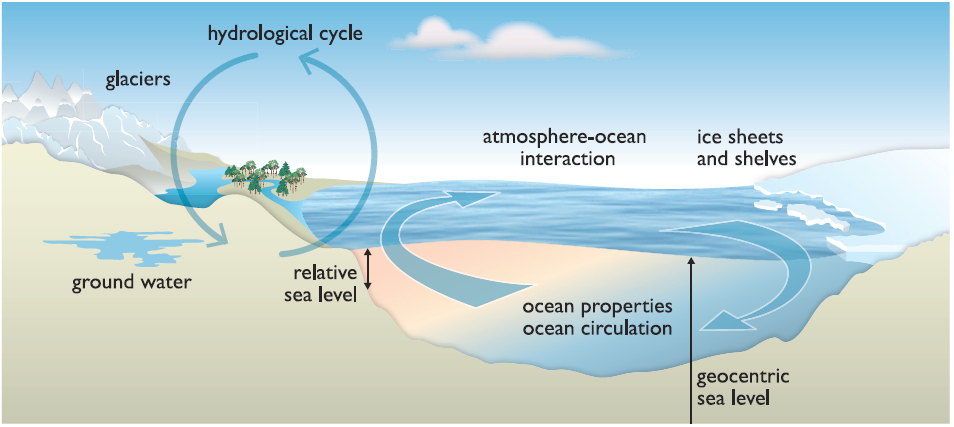 hydrological cycle
glaciers
atmosphere-ocean
interaction
ice sheets
and shelves
ground water
relative
sea level
ocean properties
ocean circulation
geocentric
sea level